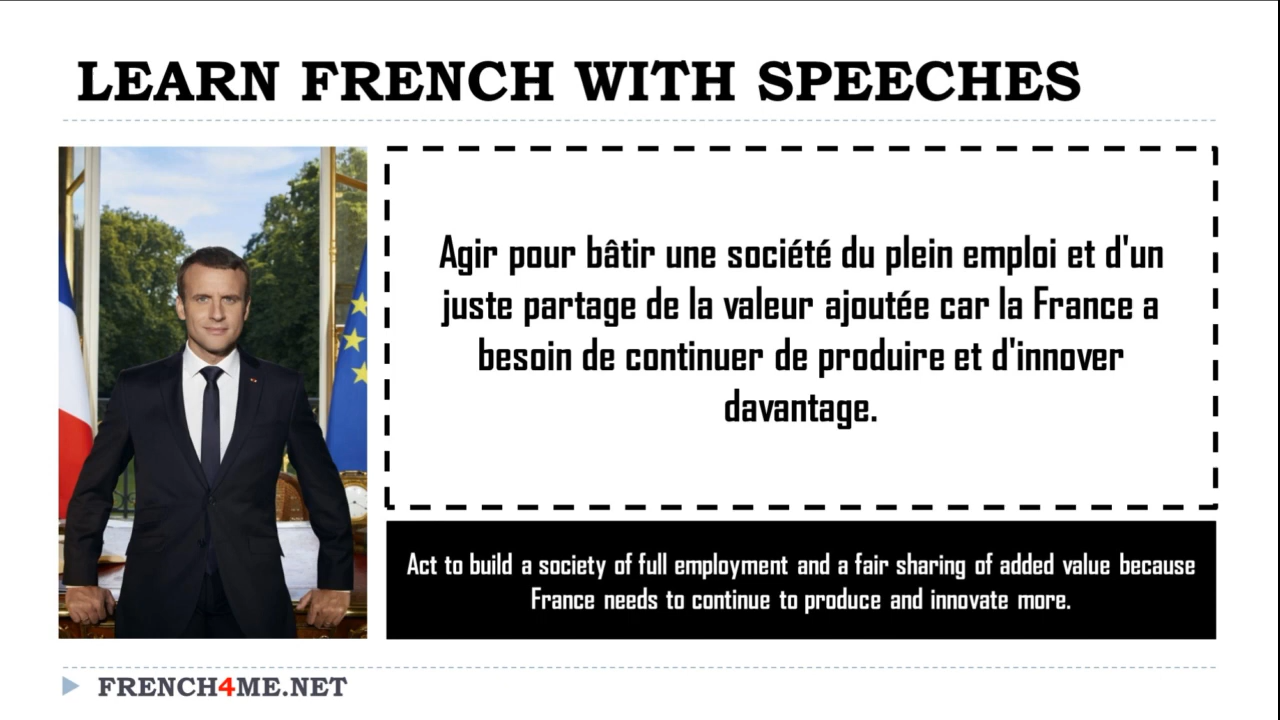 LEARN FRENCH WITH SPEECHES
Agir pour bâtir une société du plein emploi et d'un
juste partage de la valeur ajoutée car la France a
besoin de continuer de produire et d'innover
davantage.
Act to build a society of full employment and a fair sharing of added value because
France needs to continue to produce and innovate more.
FRENCH4ME.NET